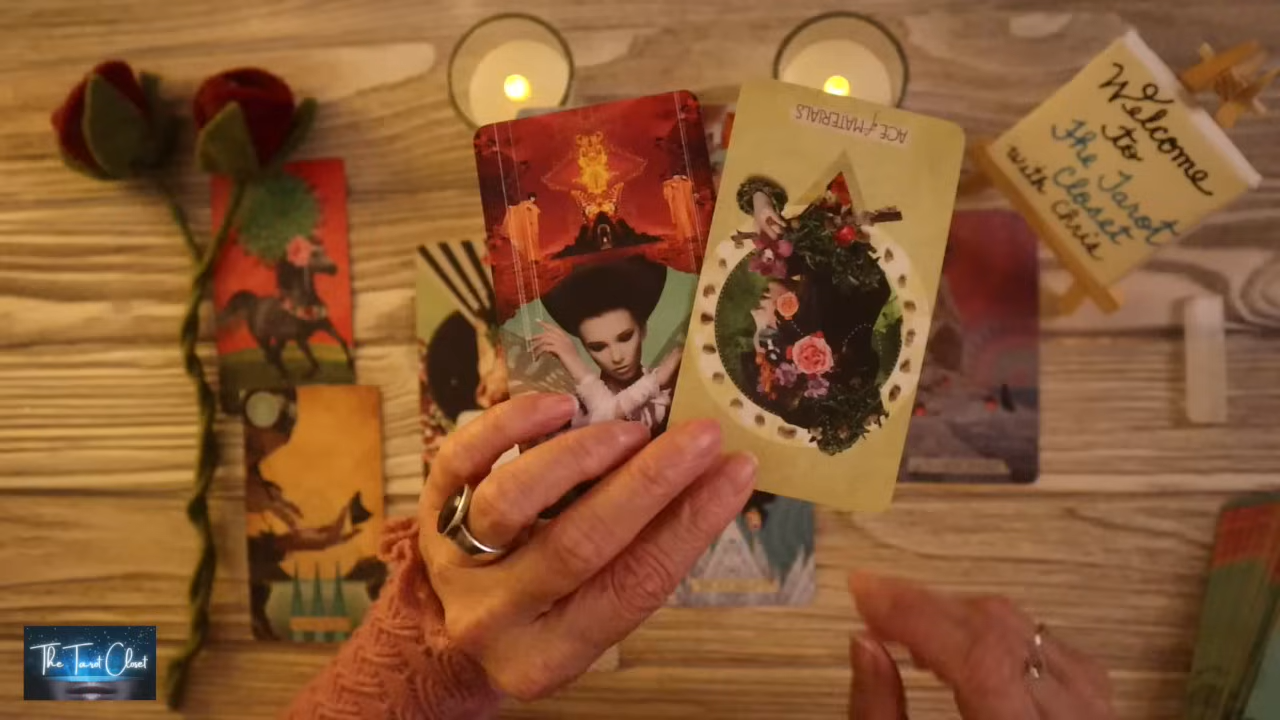 ACE of MATERIALS
Welcome
to
The Tarot
Closet
with Chris
The Tarot Closet